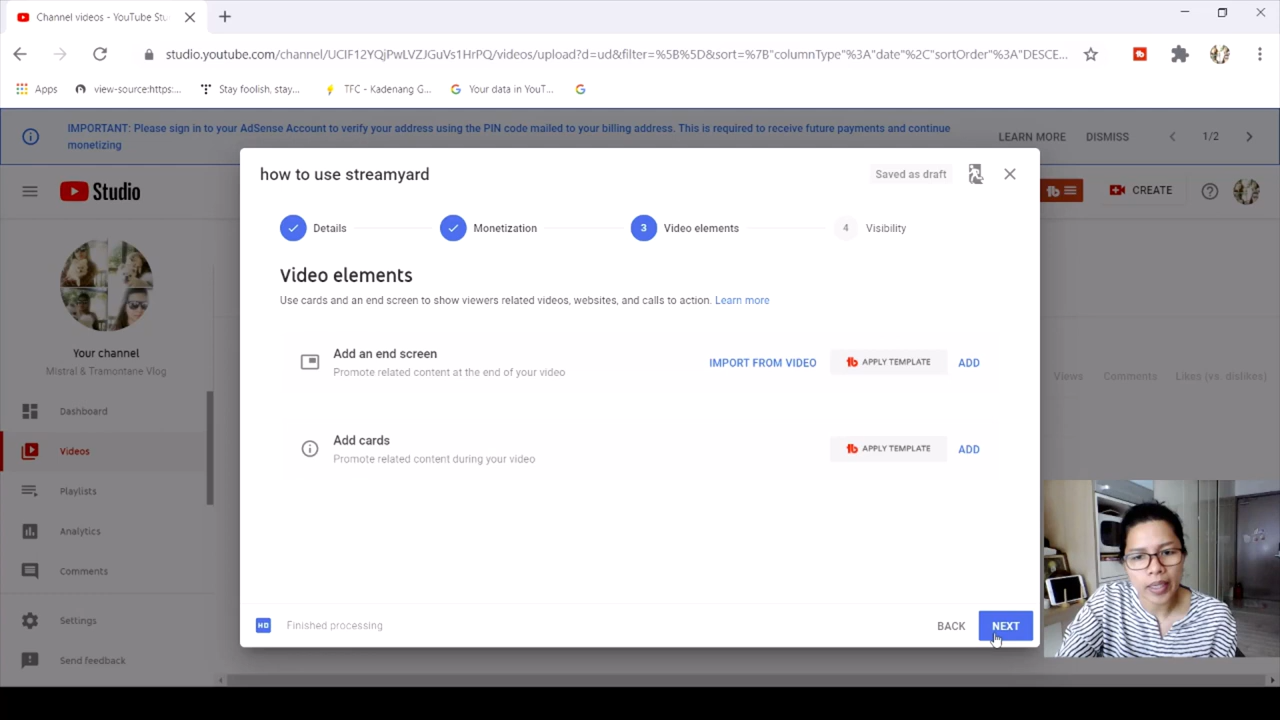 Channel videos - YouTube Stu
studio.youtube.com/channel/UCIF12YQjPwLVZJGuVs1HrPQ/videos/upload?d=ud&filter=%5B%5D&sort=%7B"columnType"%3A"date"%2C"sortOrder"%3A"DESCE...
Apps
view-source:https:...
Stay foolish, stay...
TFC - Kadenang G...
Your data in YouT...
IMPORTANT: Please sign in to your AdSense Account to verify your address using the PIN code mailed to your billing address. This is required to receive future payments and continue
monetizing
LEARN MORE
DISMISS
1/2
Studio
tb
CREATE
how to use streamyard
Saved as draft
Details
Monetization
3
Video elements
4
Visibility
Video elements
Use cards and an end screen to show viewers related videos, websites, and calls to action. Learn more
Add an end screen
Promote related content at the end of your video
IMPORT FROM VIDEO
tb APPLY TEMPLATE
ADD
Add cards
Promote related content during your video
tb APPLY TEMPLATE
ADD
Your channel
Mistral & Tramontane Vlog
Dashboard
Videos
Playlists
Analytics
Comments
Settings
Send feedback
Views
Comments
Likes (vs. dislikes)
HD
Finished processing
BACK
NEXT